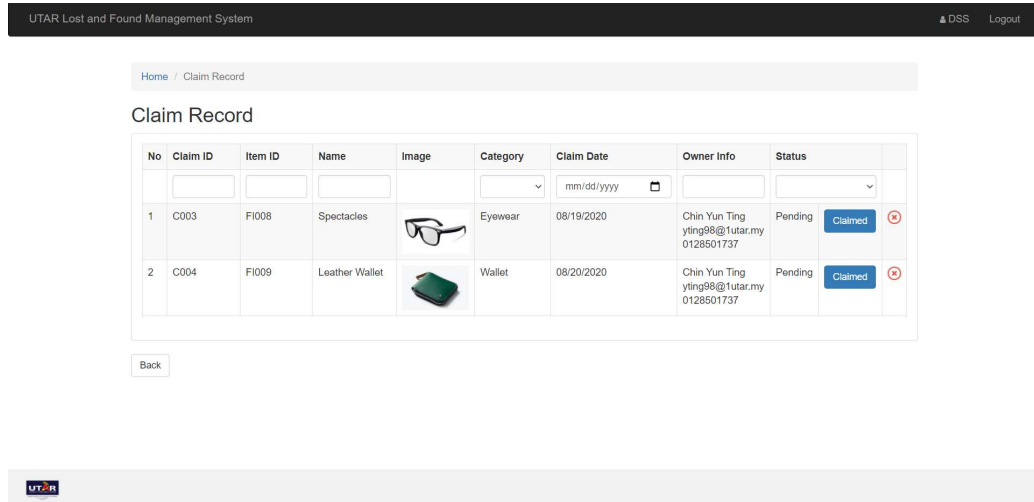 UTAR Lost and Found Management System
DSS Logout
Home / Claim Record
Claim Record
No Claim ID Item ID Name Image Category Claim Date Owner Info Status
mm/dd/yyyy
1 C003 FI008 Spectacles Eyewear 08/19/2020 Chin Yun Ting Pending Claimed
yting98@1utar.my
0128501737
2 C004 FI009 Leather Wallet Wallet 08/20/2020 Chin Yun Ting Pending Claimed
yting98@1utar.my
0128501737
Back
UTAR